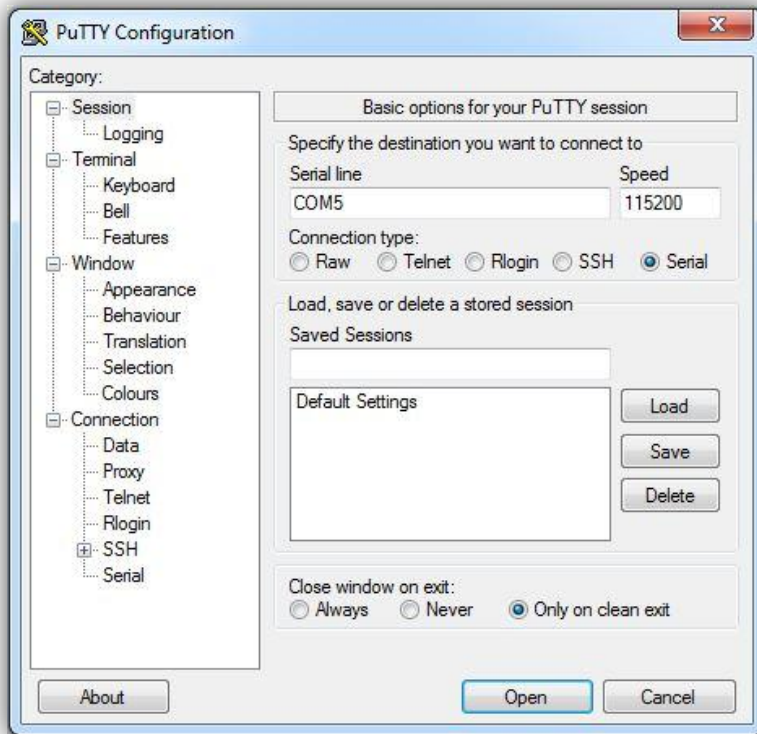 PuTTY Configuration
Category:
Session
Logging
Terminal
Keyboard
Bell
Features
Window
Appearance
Behaviour
Translation
Selection
Colours
Connection
Data
Proxy
Telnet
Rlogin
SSH
Serial
Basic options for your PuTTY session
Specify the destination you want to connect to
Serial line Speed
COM5 115200
Connection type:
Raw Telnet Rlogin SSH Serial
Load, save or delete a stored session
Saved Sessions
Default Settings
Load
Save
Delete
Close window on exit:
Always Never Only on clean exit
About Open Cancel